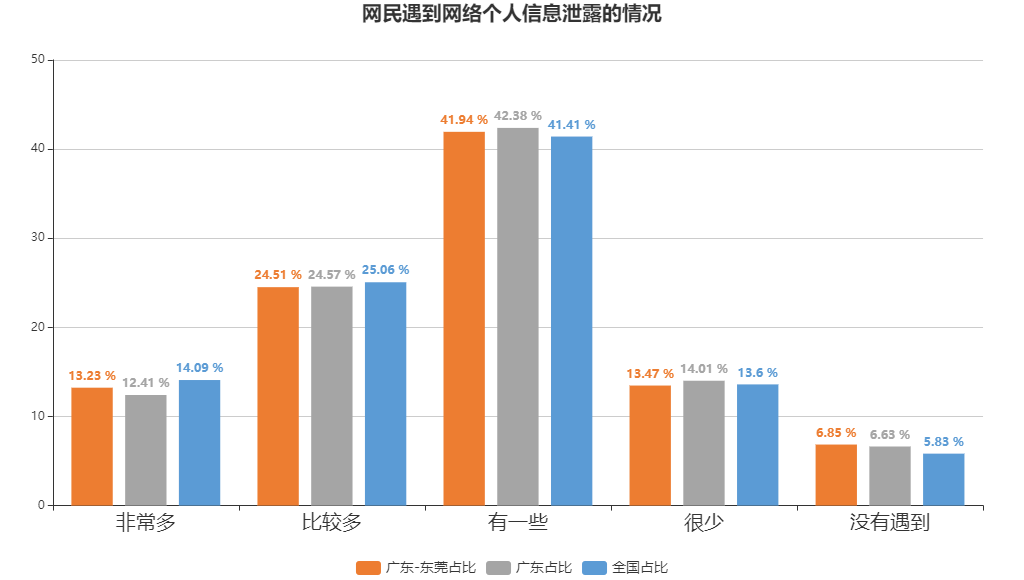 网民遇到网络个人信息泄露的情况
50
40
30
20
10
0
13.23 %
12.41 %
14.09 %
24.51 %
24.57 %
25.06 %
41.94 %
42.38 %
41.41 %
13.47 %
14.01 %
13.6 %
6.85 %
6.63 %
5.83 %
非常多
比较多
有一些
很少
没有遇到
广东-东莞占比
广东占比
全国占比